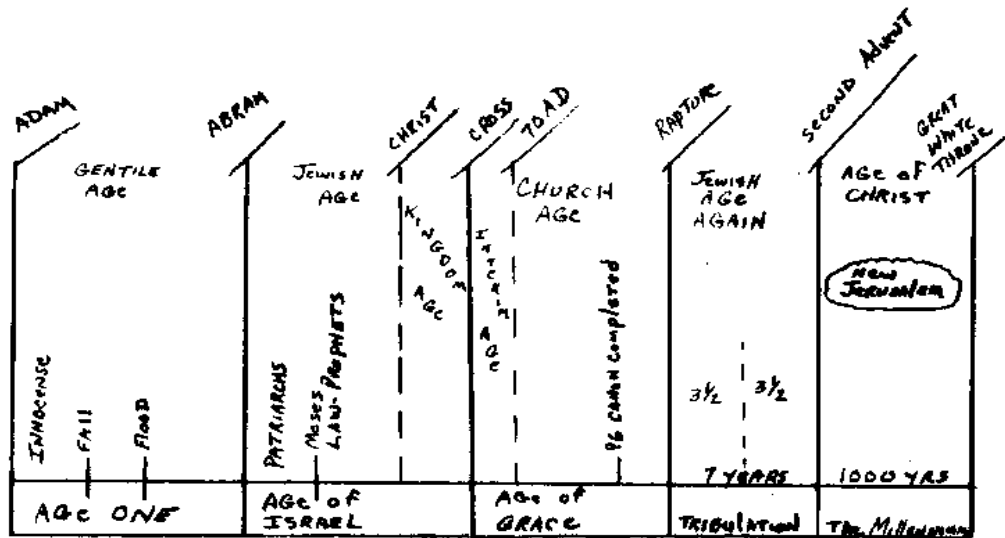 ADAM
ABRAM
CHRIST
CROSS
70 A.D
RAPTURE
SECOND ADVENT
GREAT
WHITE
THRONE
GENTILE
AGE
JEWISH
AGE
KINGDOM AGE
INTERIM AGE
CHURCH
AGE
JEWISH
AGE
AGAIN
AGE OF
CHRIST
NEW
JERUSALEM
INNOCENSE
FALL
FLOOD
PATRIARCHS
MOSES
LAW-PROPHETS
96 CANON COMPLETED
3½
3½
7 YEARS
1000 YRS
AGE ONE
AGE OF
ISRAEL
AGE OF
GRACE
TRIBULATION
THE MILLENNIUM